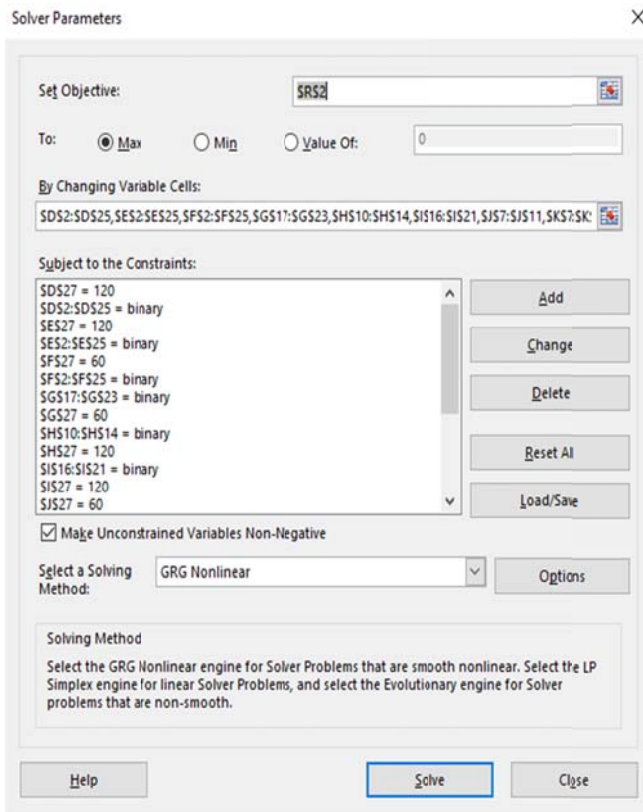 Solver Parameters
Set Objective: $R$2
To: Max Min Value Of: 0
By Changing Variable Cells:
$D$2:$D$25,$E$2:$E$25,$F$2:$F$25,$G$17:$G$23,$H$10:$H$14,$I$16:$I$21,$J$7:$J$11,$K$7:$K
Subject to the Constraints:
$D$27 = 120
$D$2:$D$25 = binary
$E$27 = 120
$E$2:$E$25 = binary
$F$27 = 60
$F$2:$F$25 = binary
$G$17:$G$23 = binary
$G$27 = 60
$H$10:$H$14 = binary
$H$27 = 120
$I$16:$I$21 = binary
$I$27 = 120
$J$27 = 60
Add
Change
Delete
Reset All
Load/Save
Make Unconstrained Variables Non-Negative
Select a Solving Method: GRG Nonlinear Options
Solving Method
Select the GRG Nonlinear engine for Solver Problems that are smooth nonlinear. Select the LP
Simplex engine for linear Solver Problems, and select the Evolutionary engine for Solver
problems that are non-smooth.
Help Solve Close